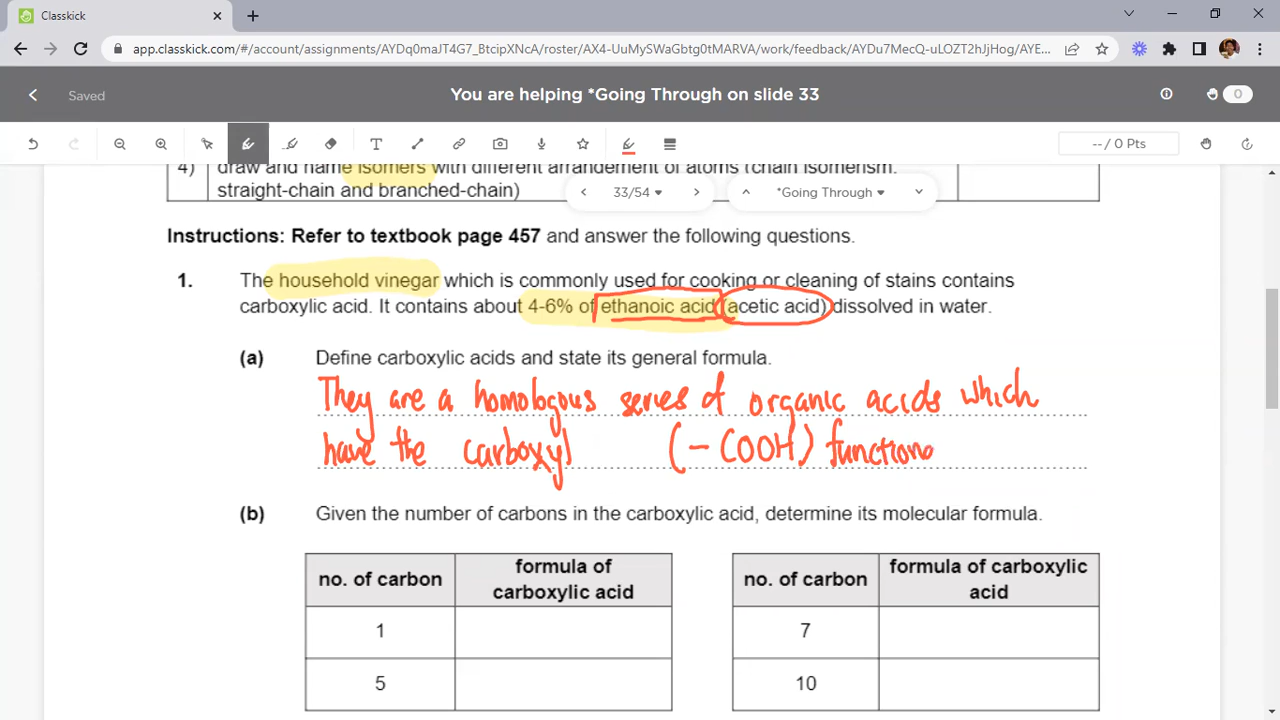 Classkick
app.classkick.com/#/account/assignments/AYDq0maJT4G7_BtcipXNCA/roster/AX4-UuMySWaGbtg0tMARVA/work/feedback/AYDu7MecQ-uLOZT2hJjHog/AYE...
Saved
You are helping *Going Through on slide 33
0
-- / 0 Pts
4) draw and name isomers with different arrangement of atoms (chain isomerism:
straight-chain and branched-chain)
33/54
*Going Through
Instructions: Refer to textbook page 457 and answer the following questions.
1. The household vinegar which is commonly used for cooking or cleaning of stains contains
carboxylic acid. It contains about 4-6% of ethanoic acid (acetic acid) dissolved in water.
(a) Define carboxylic acids and state its general formula.
They are a homologous series of organic acids which
have the carboxyl (-COOH) functiona
(b) Given the number of carbons in the carboxylic acid, determine its molecular formula.
no. of carbon formula of carboxylic acid no. of carbon formula of carboxylic acid
1 7
5 10